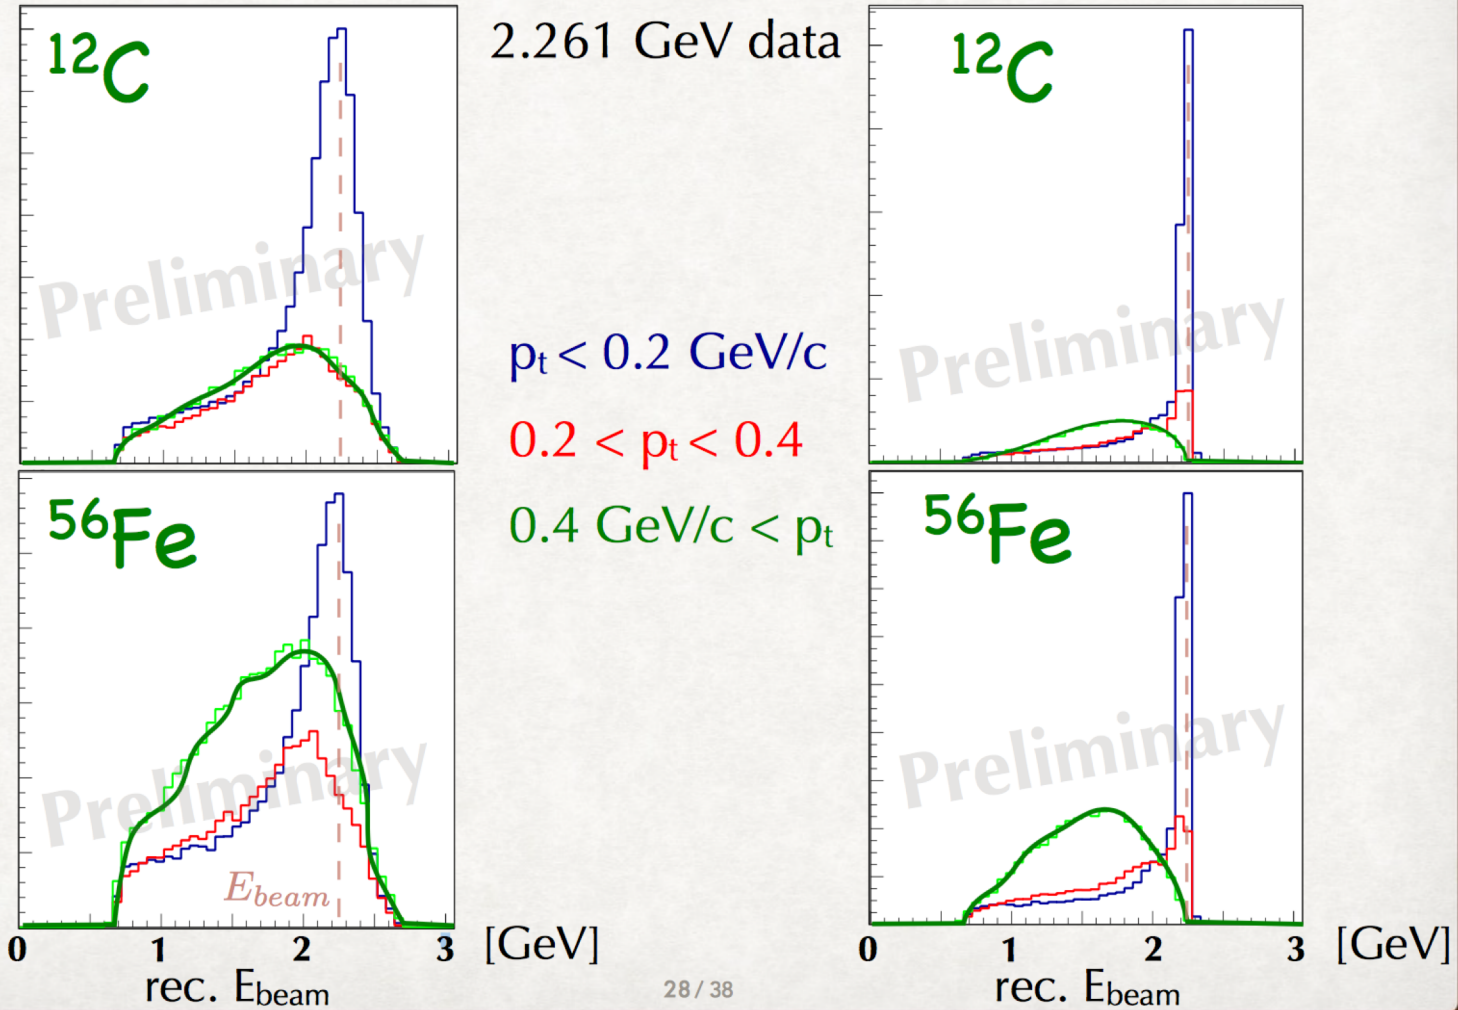 ¹²C
2.261 GeV data
¹²C
Preliminary
Preliminary
pₜ < 0.2 GeV/c
0.2 < pₜ < 0.4
0.4 GeV/c < pₜ
⁵⁶Fe
⁵⁶Fe
Preliminary
Preliminary
E_beam
0 1 2 3 [GeV]
0 1 2 3 [GeV]
rec. E_beam
28 / 38
rec. E_beam